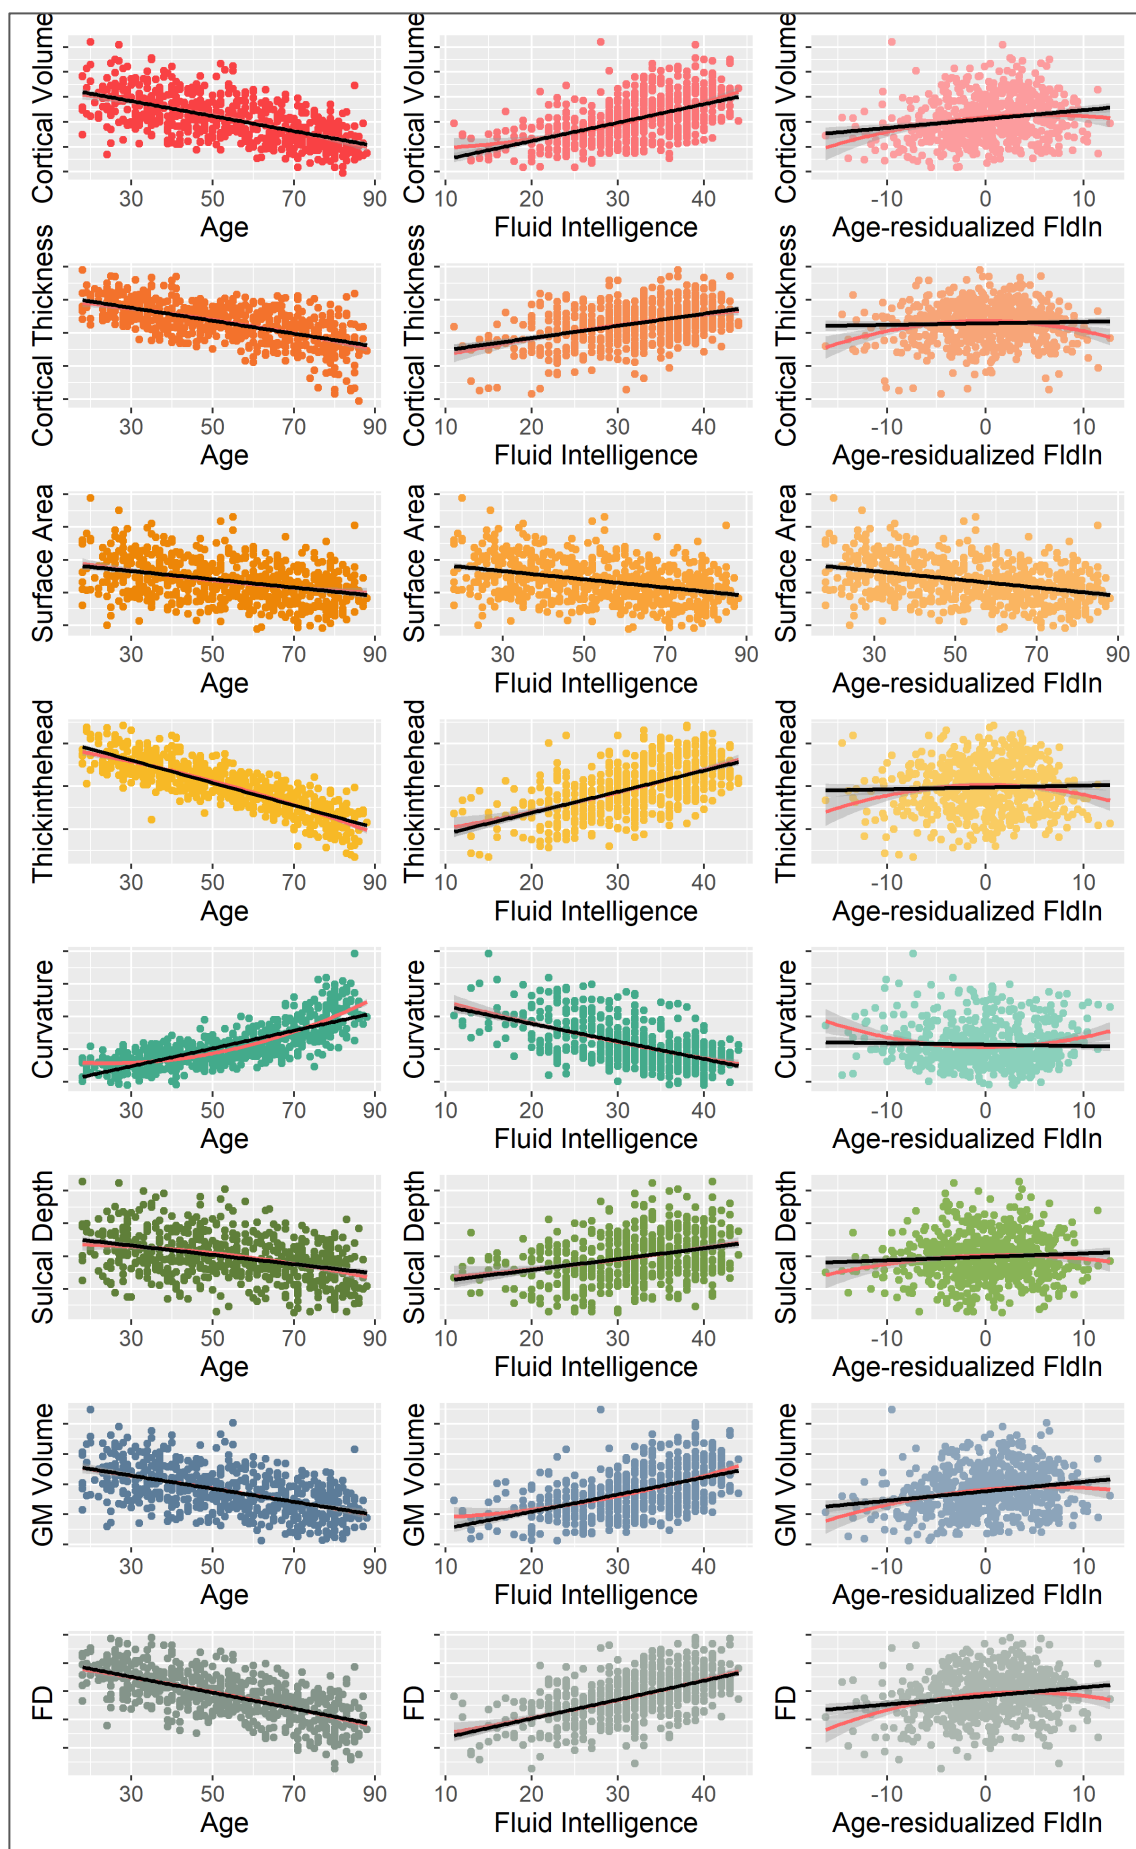 Cortical Volume
Cortical Volume
Cortical Volume
30 50 70 90
10 20 30 40
-10 0 10
Age
Fluid Intelligence
Age-residualized FldIn
Cortical Thickness
Cortical Thickness
Cortical Thickness
30 50 70 90
10 20 30 40
-10 0 10
Age
Fluid Intelligence
Age-residualized FldIn
Surface Area
Surface Area
Surface Area
30 50 70 90
30 50 70 90
30 50 70 90
Age
Fluid Intelligence
Age-residualized FldIn
Thickinthehead
Thickinthehead
Thickinthehead
30 50 70 90
10 20 30 40
-10 0 10
Age
Fluid Intelligence
Age-residualized FldIn
Curvature
Curvature
Curvature
30 50 70 90
10 20 30 40
-10 0 10
Age
Fluid Intelligence
Age-residualized FldIn
Sulcal Depth
Sulcal Depth
Sulcal Depth
30 50 70 90
10 20 30 40
-10 0 10
Age
Fluid Intelligence
Age-residualized FldIn
GM Volume
GM Volume
GM Volume
30 50 70 90
10 20 30 40
-10 0 10
Age
Fluid Intelligence
Age-residualized FldIn
FD
FD
FD
30 50 70 90
10 20 30 40
-10 0 10
Age
Fluid Intelligence
Age-residualized FldIn